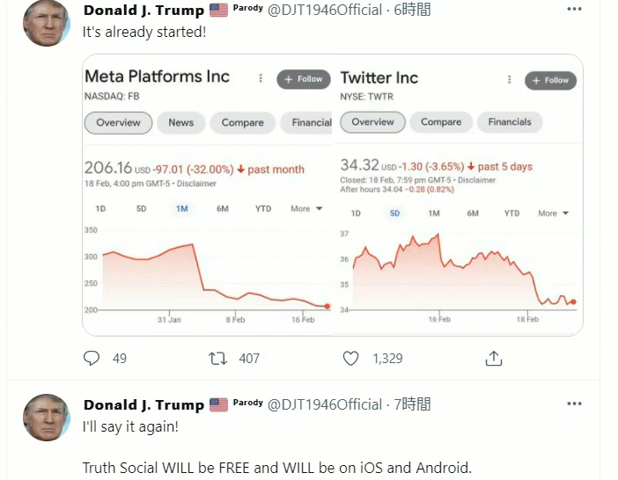 Donald J. Trump 🇺🇸 Parody @DJT1946Official · 6時間
It's already started!
Meta Platforms Inc
+ Follow
NASDAQ: FB
Overview News Compare Financial
206.16 USD -97.01 (-32.00%) ↓ past month
18 Feb, 4:00 pm GMT-5 • Disclaimer
1D 5D 1M 6M YTD More
350
300
250
200
31 Jan 8 Feb 16 Feb
Twitter Inc
+ Follow
NYSE: TWTR
Overview Compare Financials
34.32 USD -1.30 (-3.65%) ↓ past 5 days
Closed: 18 Feb, 7:59 pm GMT-5 • Disclaimer
After hours 34.04 −0.28 (0.82%)
1D 5D 1M 6M YTD More
37
36
35
34
16 Feb 18 Feb
49 407 1,329
Donald J. Trump 🇺🇸 Parody @DJT1946Official · 7時間
I'll say it again!
Truth Social WILL be FREE and WILL be on iOS and Android.